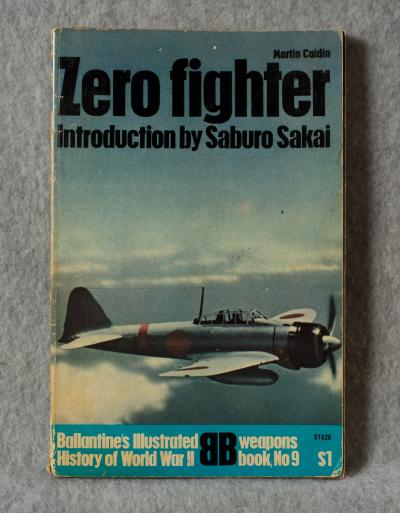 Martin Caidin
Zero fighter
introduction by Saburo Sakai
Ballantine's Illustrated
History of World War II
BB
weapons
book, No 9
01826
$1